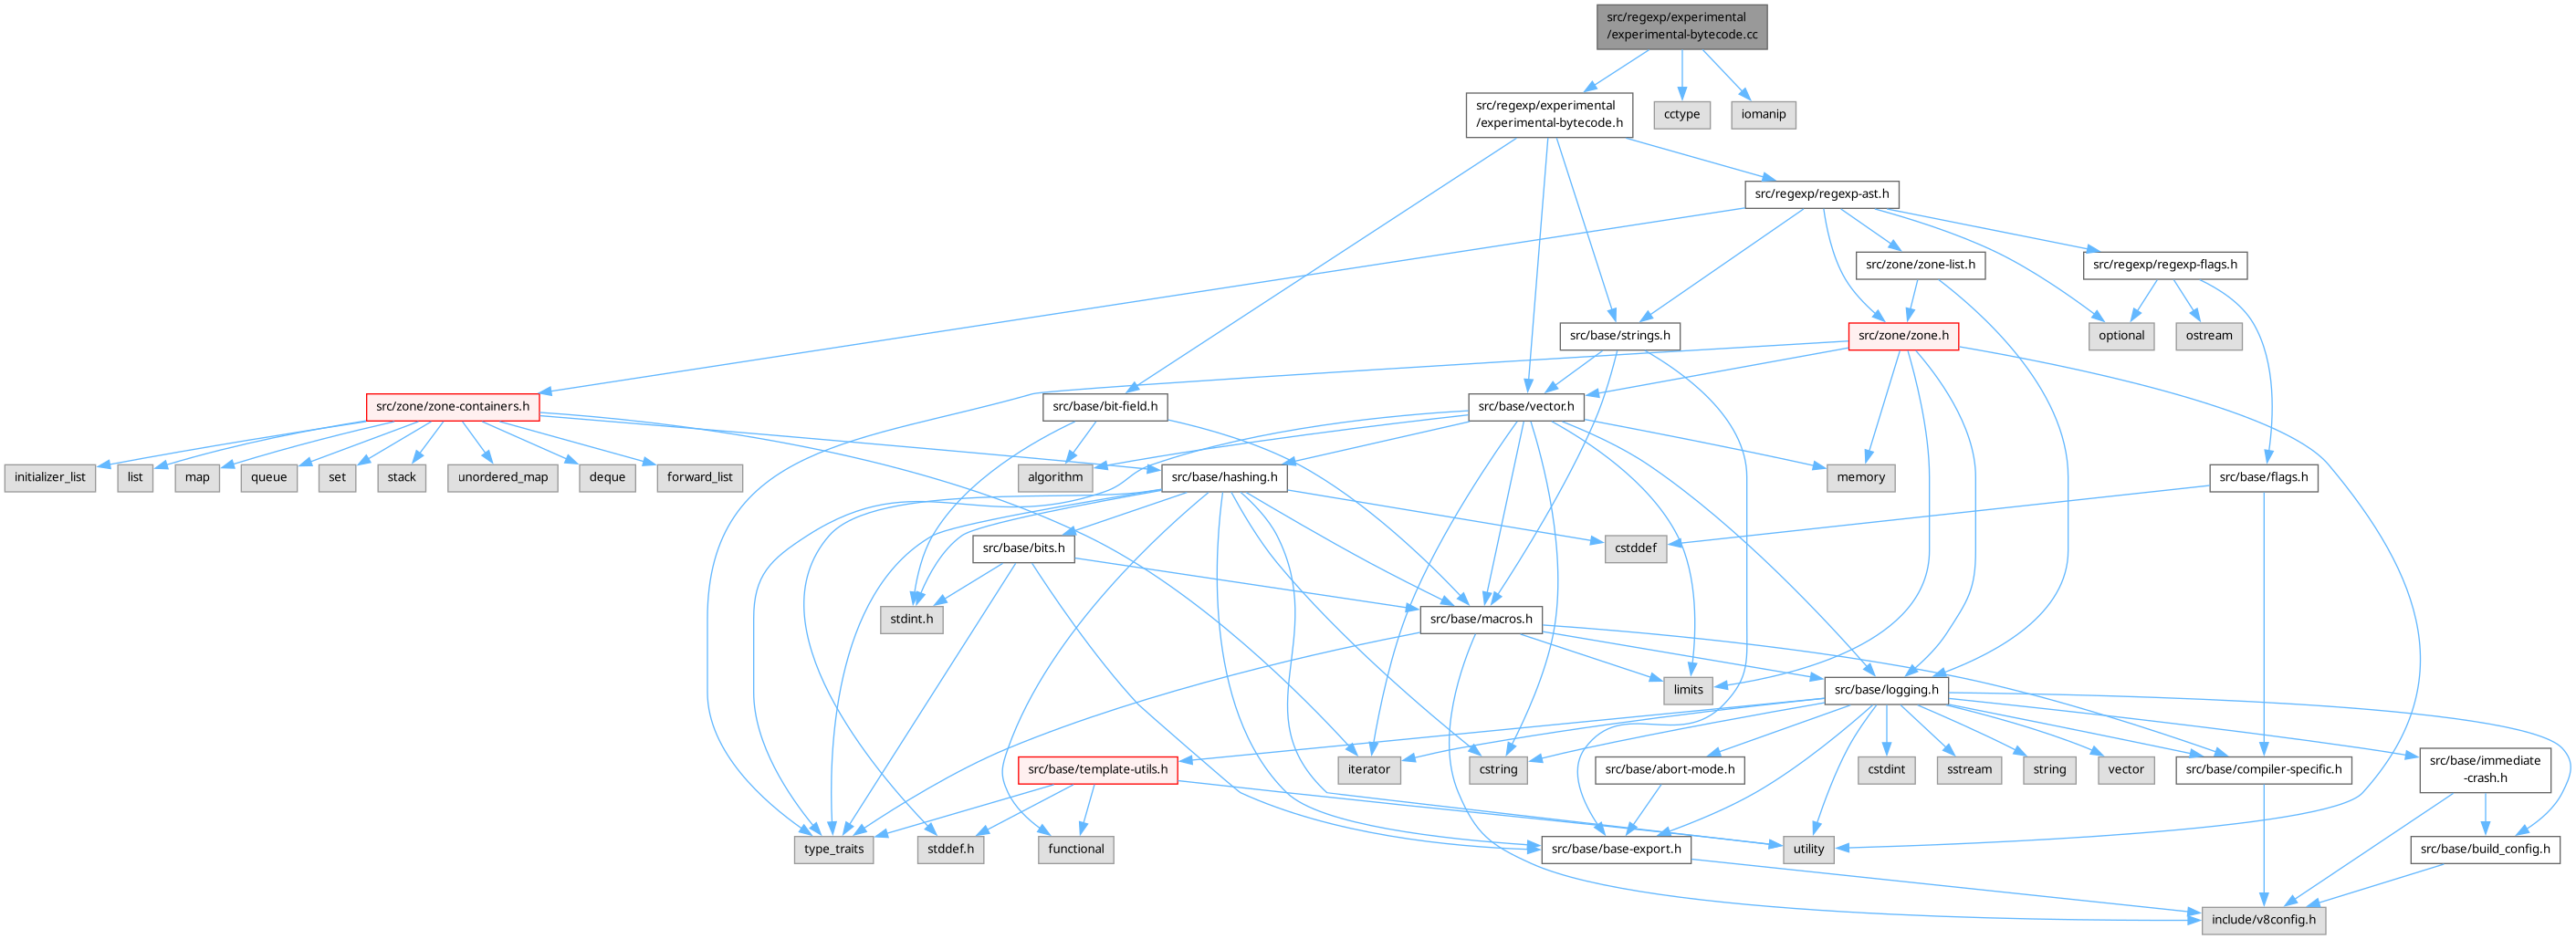 src/regexp/experimental
/experimental-bytecode.cc
src/regexp/experimental
/experimental-bytecode.h
cctype
iomanip
src/regexp/regexp-ast.h
src/zone/zone-list.h
src/regexp/regexp-flags.h
src/base/strings.h
src/zone/zone.h
optional
ostream
src/zone/zone-containers.h
src/base/bit-field.h
src/base/vector.h
initializer_list
list
map
queue
set
stack
unordered_map
deque
forward_list
algorithm
src/base/hashing.h
memory
src/base/flags.h
src/base/bits.h
cstddef
stdint.h
src/base/macros.h
limits
src/base/logging.h
src/base/template-utils.h
iterator
cstring
src/base/abort-mode.h
cstdint
sstream
string
vector
src/base/compiler-specific.h
src/base/immediate
-crash.h
type_traits
stddef.h
functional
src/base/base-export.h
utility
src/base/build_config.h
include/v8config.h